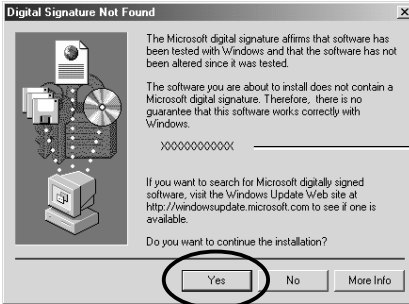 Digital Signature Not Found
The Microsoft digital signature affirms that software has
been tested with Windows and that the software has not
been altered since it was tested.
The software you are about to install does not contain a
Microsoft digital signature. Therefore, there is no
guarantee that this software works correctly with
Windows.
XXXXXXXXXXX
If you want to search for Microsoft digitally signed
software, visit the Windows Update Web site at
http://windowsupdate.microsoft.com to see if one is
available.
Do you want to continue the installation?
Yes No More Info